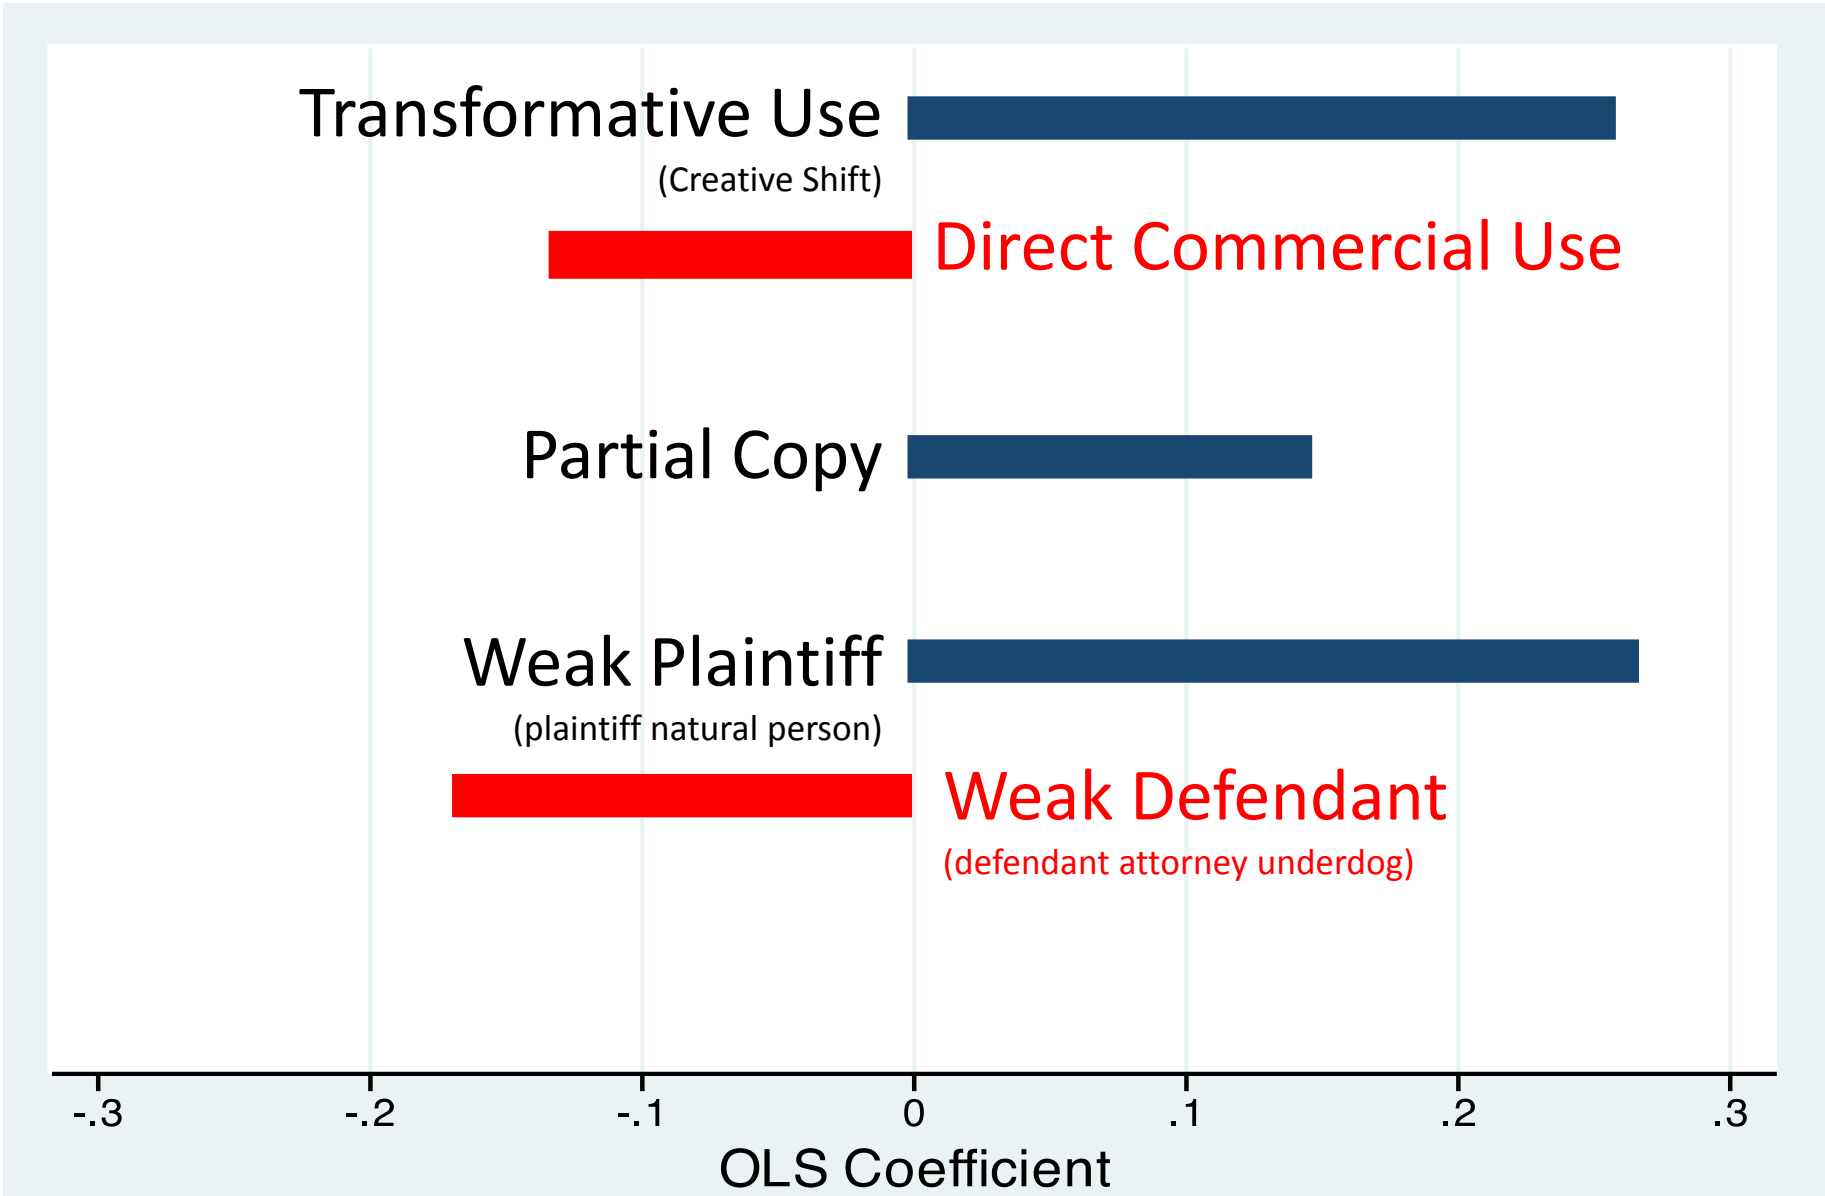 Transformative Use
(Creative Shift)
Direct Commercial Use
Partial Copy
Weak Plaintiff
(plaintiff natural person)
Weak Defendant
(defendant attorney underdog)
-.3 -.2 -.1 0 .1 .2 .3
OLS Coefficient